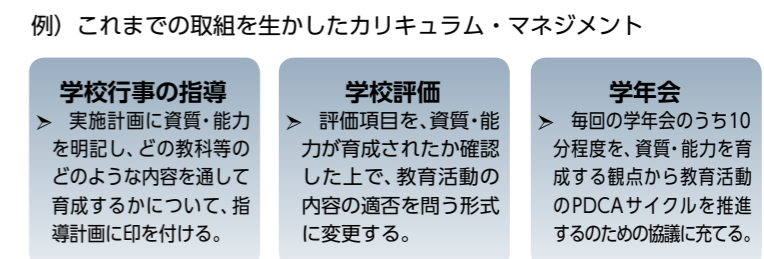 例）これまでの取組を生かしたカリキュラム・マネジメント
学校行事の指導
➢ 実施計画に資質・能力
を明記し、どの教科等の
どのような内容を通して
育成するかについて、指
導計画に印を付ける。
学校評価
➢ 評価項目を、資質・能
力が育成されたか確認
した上で、教育活動の
内容の適否を問う形式
に変更する。
学年会
➢ 毎回の学年会のうち10
分程度を、資質・能力を育
成する観点から教育活動
のPDCAサイクルを推進
するのための協議に充てる。